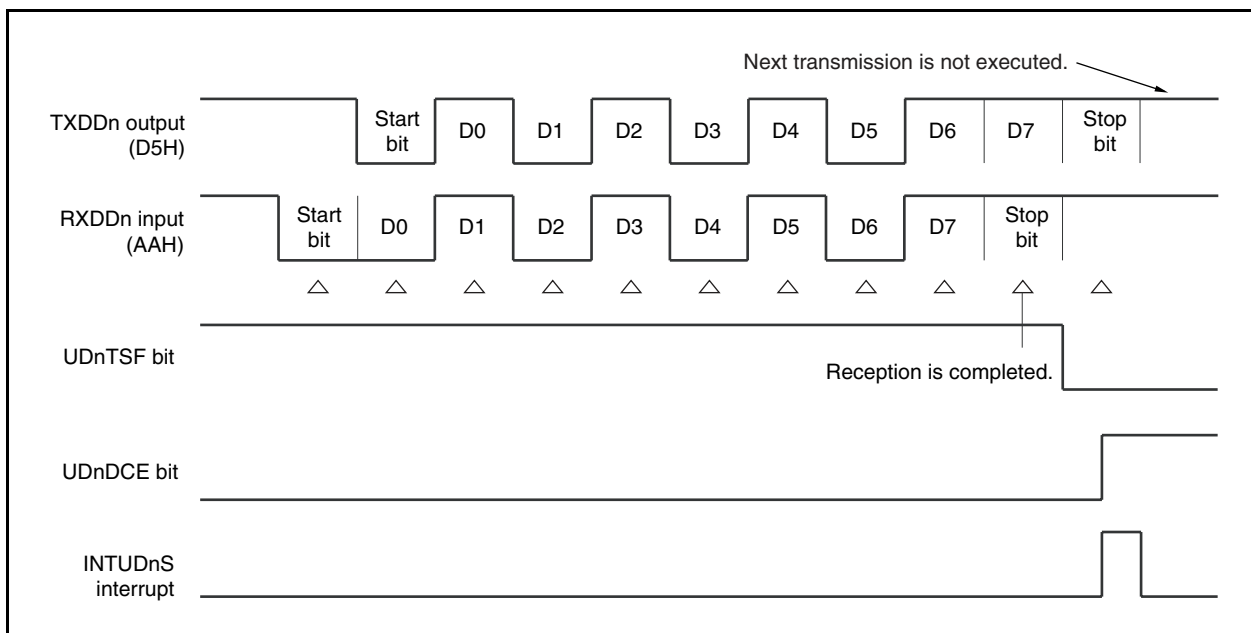 Next transmission is not executed.
TXDDn output
(D5H)
Start
bit
D0
D1
D2
D3
D4
D5
D6
D7
Stop
bit
RXDDn input
(AAH)
Start
bit
D0
D1
D2
D3
D4
D5
D6
D7
Stop
bit
UDnTSF bit
Reception is completed.
UDnDCE bit
INTUDnS
interrupt